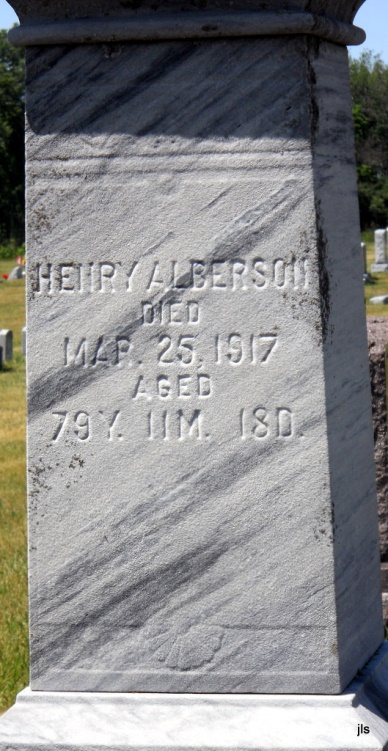 HENRY ALBERSON
DIED
MAR. 25. 1917
AGED
79Y. 11M. 18D.
jls